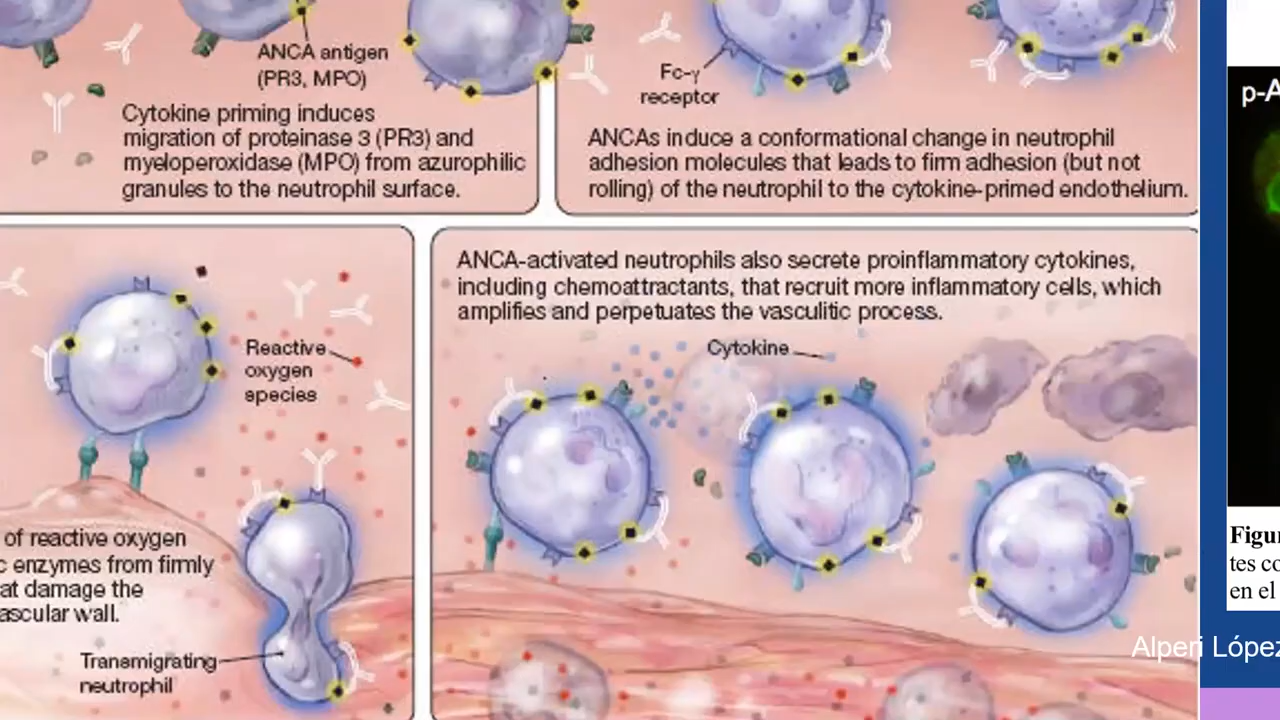 ANCA antigen
(PR3, MPO)
Cytokine priming induces
migration of proteinase 3 (PR3) and
myeloperoxidase (MPO) from azurophilic
granules to the neutrophil surface.
Fc-γ
receptor
ANCAs induce a conformational change in neutrophil
adhesion molecules that leads to firm adhesion (but not
rolling) of the neutrophil to the cytokine-primed endothelium.
Reactive
oxygen
species
of reactive oxygen
c enzymes from firmly
at damage the
ascular wall.
Transmigrating
neutrophil
ANCA-activated neutrophils also secrete proinflammatory cytokines,
including chemoattractants, that recruit more inflammatory cells, which
amplifies and perpetuates the vasculitic process.
Cytokine
p-A
Figur
tes co
en el
Alperi López